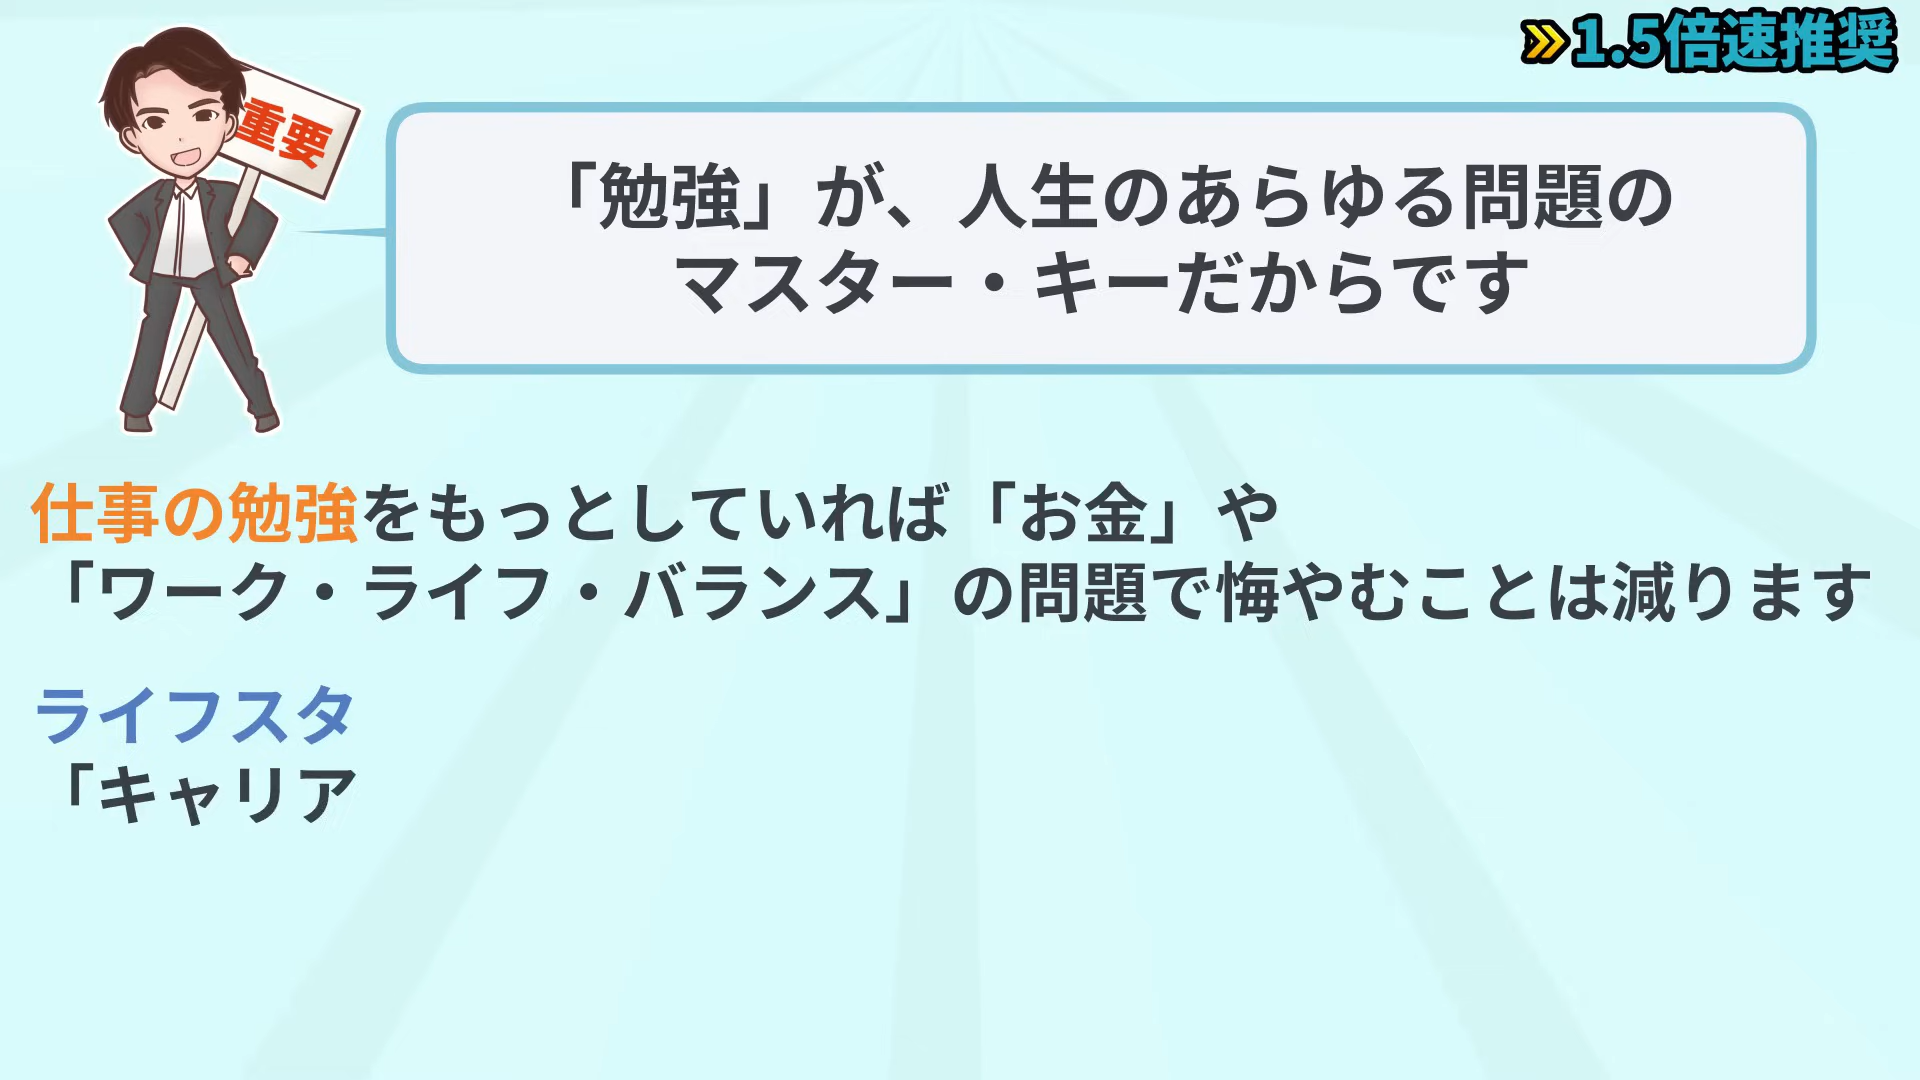 1.5倍速推奨
重要
「勉強」が、人生のあらゆる問題の
マスター・キーだからです
仕事の勉強をもっとしていれば「お金」や
「ワーク・ライフ・バランス」の問題で悔やむことは減ります
ライフスタ
「キャリア